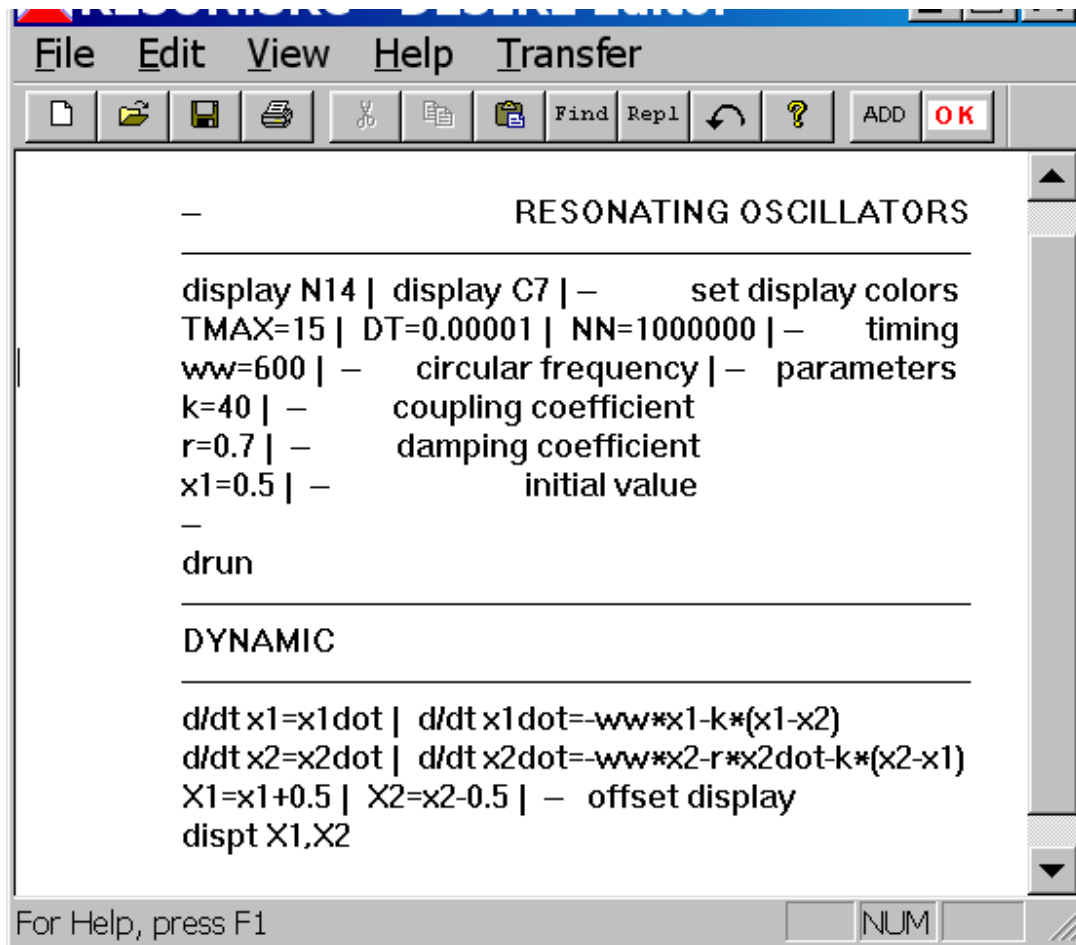 File Edit View Help Transfer
Find Repl ADD OK
– RESONATING OSCILLATORS
display N14 | display C7 | – set display colors
TMAX=15 | DT=0.00001 | NN=1000000 | – timing
ww=600 | – circular frequency | – parameters
k=40 | – coupling coefficient
r=0.7 | – damping coefficient
x1=0.5 | – initial value
–
drun
DYNAMIC
d/dt x1=x1dot | d/dt x1dot=-ww*x1-k*(x1-x2)
d/dt x2=x2dot | d/dt x2dot=-ww*x2-r*x2dot-k*(x2-x1)
X1=x1+0.5 | X2=x2-0.5 | – offset display
dispt X1,X2
For Help, press F1 NUM